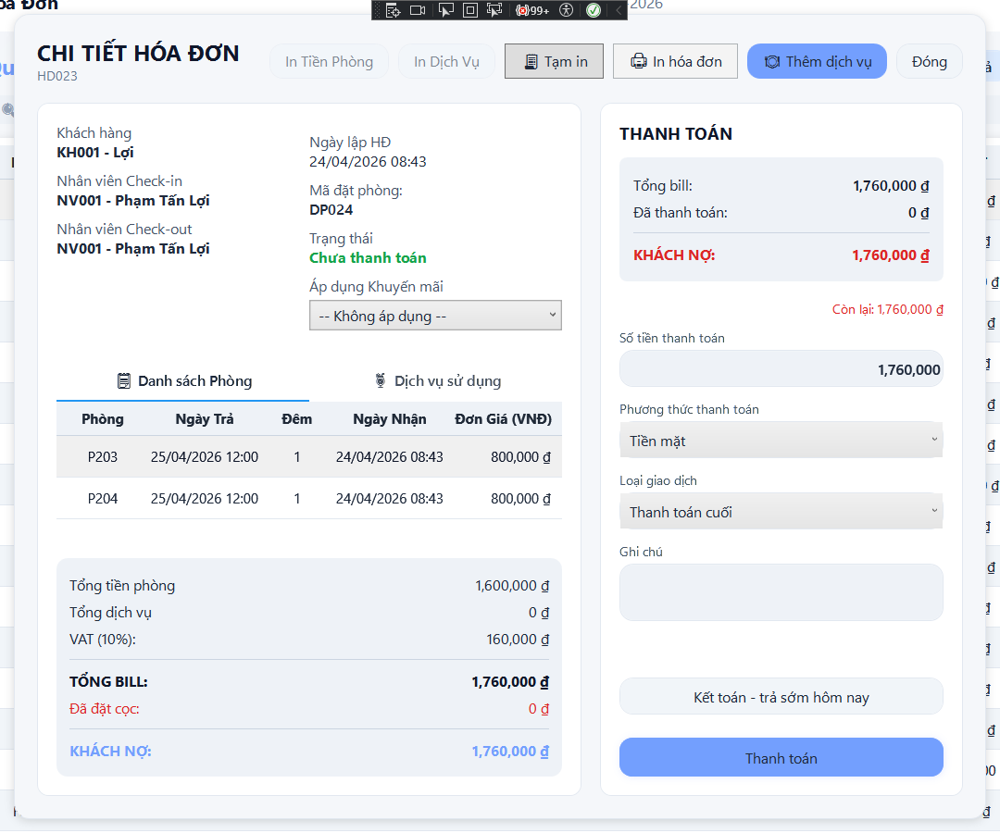 99+
2026
CHI TIẾT HÓA ĐƠN
HD023
In Tiền Phòng
In Dịch Vụ
Tạm in
In hóa đơn
Thêm dịch vụ
Đóng
Khách hàng
KH001 - Lợi
Nhân viên Check-in
NV001 - Phạm Tấn Lợi
Nhân viên Check-out
NV001 - Phạm Tấn Lợi
Ngày lập HĐ
24/04/2026 08:43
Mã đặt phòng:
DP024
Trạng thái
Chưa thanh toán
Áp dụng Khuyến mãi
-- Không áp dụng --
Danh sách Phòng
Dịch vụ sử dụng
Phòng Ngày Trả Đêm Ngày Nhận Đơn Giá (VNĐ)
P203 25/04/2026 12:00 1 24/04/2026 08:43 800,000 ₫
P204 25/04/2026 12:00 1 24/04/2026 08:43 800,000 ₫
Tổng tiền phòng 1,600,000 ₫
Tổng dịch vụ 0 ₫
VAT (10%): 160,000 ₫
TỔNG BILL: 1,760,000 ₫
Đã đặt cọc: 0 ₫
KHÁCH NỢ: 1,760,000 ₫
THANH TOÁN
Tổng bill: 1,760,000 ₫
Đã thanh toán: 0 ₫
KHÁCH NỢ: 1,760,000 ₫
Còn lại: 1,760,000 ₫
Số tiền thanh toán
1,760,000
Phương thức thanh toán
Tiền mặt
Loại giao dịch
Thanh toán cuối
Ghi chú
Kết toán - trả sớm hôm nay
Thanh toán